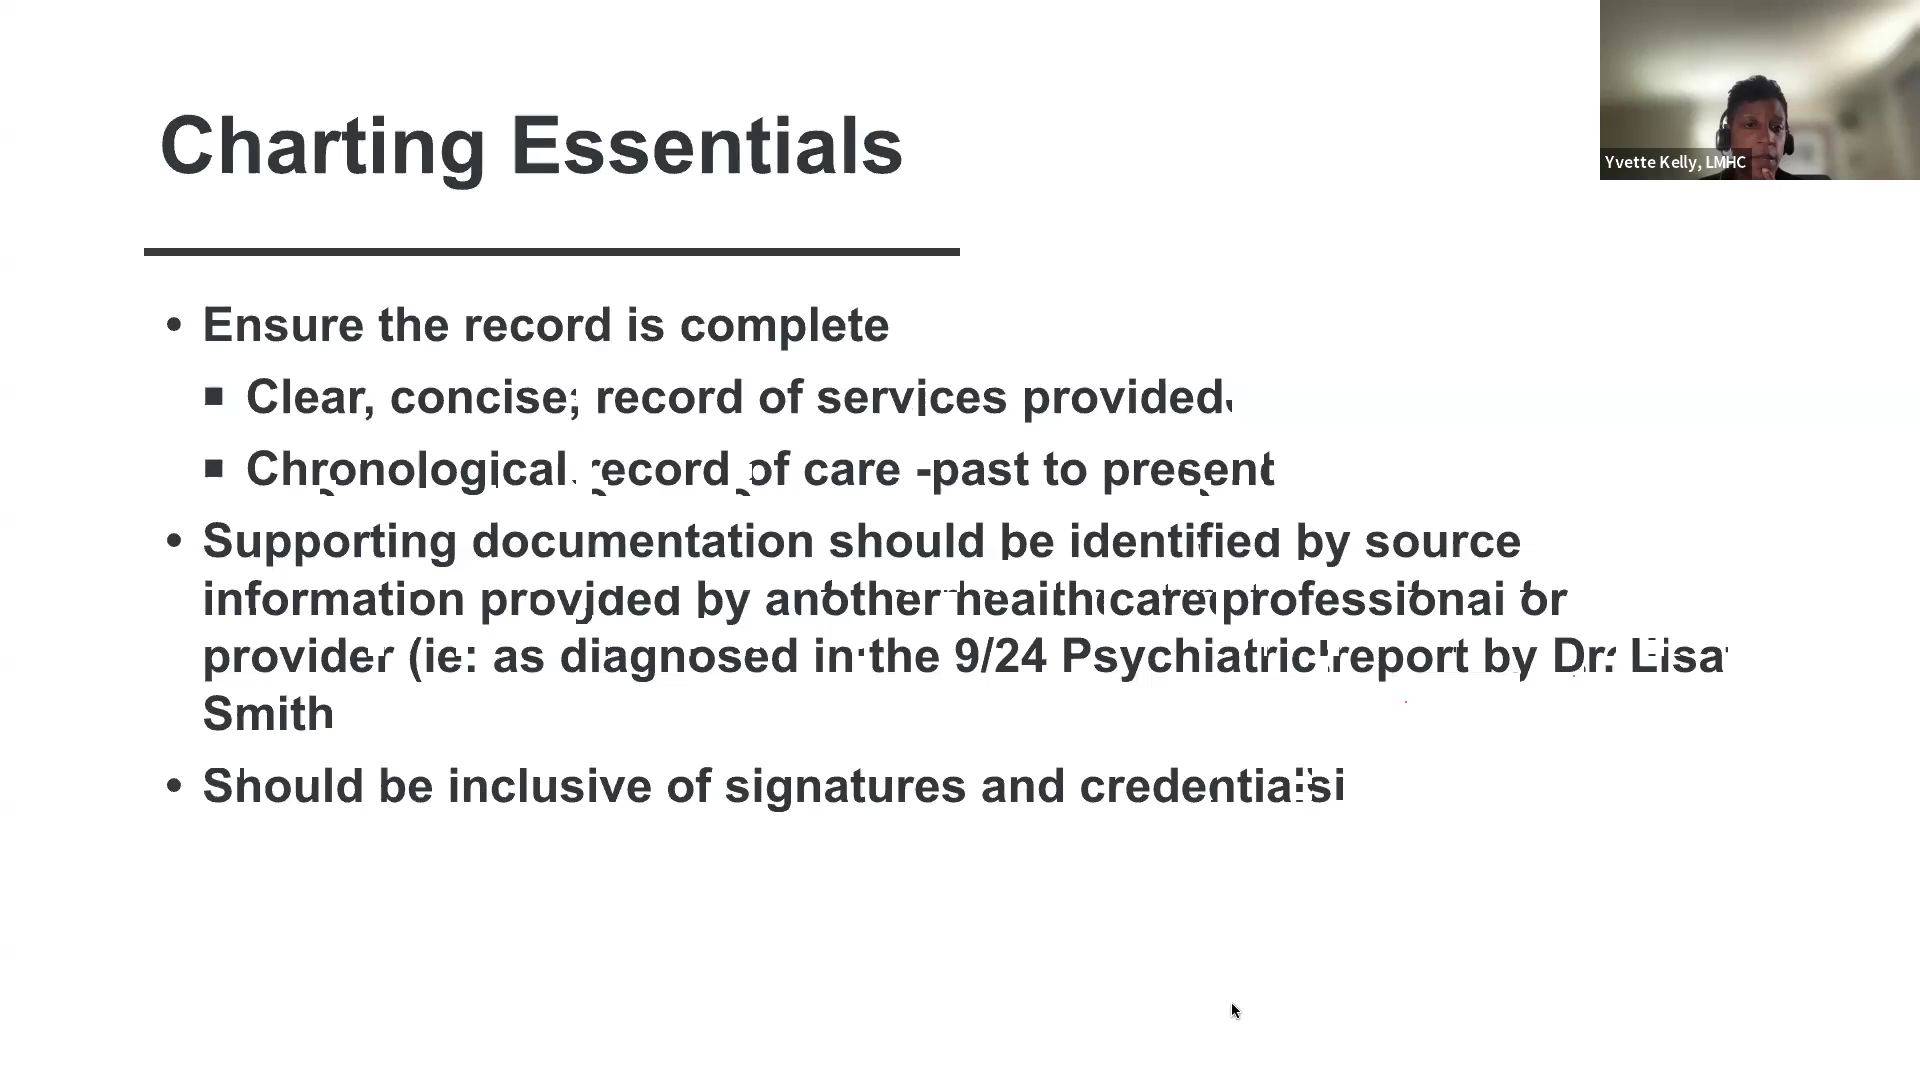 Charting Essentials
Yvette Kelly, LMHC
• Ensure the record is complete
▪ Clear, concise; record of services provided.
▪ Chronological record of care -past to present
• Supporting documentation should be identified by source
information provided by another healthcare professional or
provider (ie: as diagnosed in the 9/24 Psychiatric report by Dr. Lisa
Smith
• Should be inclusive of signatures and credentials